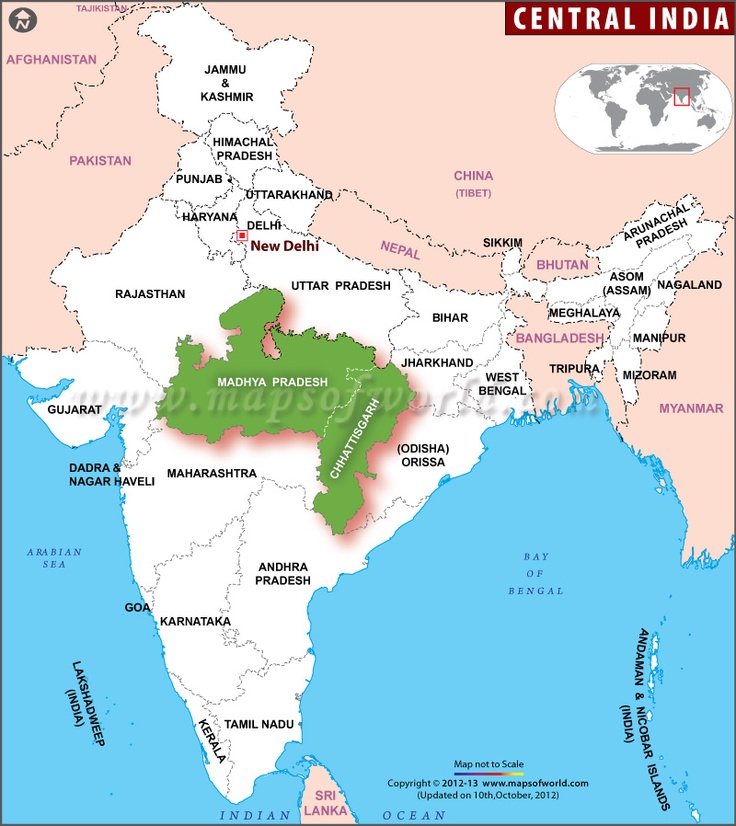 CENTRAL INDIA
N
TAJIKISTAN
AFGHANISTAN
JAMMU
&
KASHMIR
PAKISTAN
HIMACHAL
PRADESH
PUNJAB
UTTARAKHAND
CHINA
(TIBET)
HARYANA
DELHI
New Delhi
NEPAL
SIKKIM
BHUTAN
ARUNACHAL
PRADESH
ASOM
(ASSAM)
NAGALAND
RAJASTHAN
UTTAR PRADESH
BIHAR
MEGHALAYA
BANGLADESH
MANIPUR
JHARKHAND
TRIPURA
MIZORAM
MADHYA PRADESH
WEST
BENGAL
www.mapsofworld.com
GUJARAT
CHHATTISGARH
MYANMAR
(ODISHA)
ORISSA
DADRA &
NAGAR HAVELI
MAHARASHTRA
ARABIAN
SEA
BAY
OF
BENGAL
ANDHRA
PRADESH
GOA
KARNATAKA
LAKSHADWEEP
(INDIA)
ANDAMAN & NICOBAR ISLANDS
(INDIA)
KERALA
TAMIL NADU
SRI
LANKA
INDIAN OCEAN
Map not to Scale
Copyright © 2012-13 www.mapsofworld.com
(Updated on 10th,October, 2012)